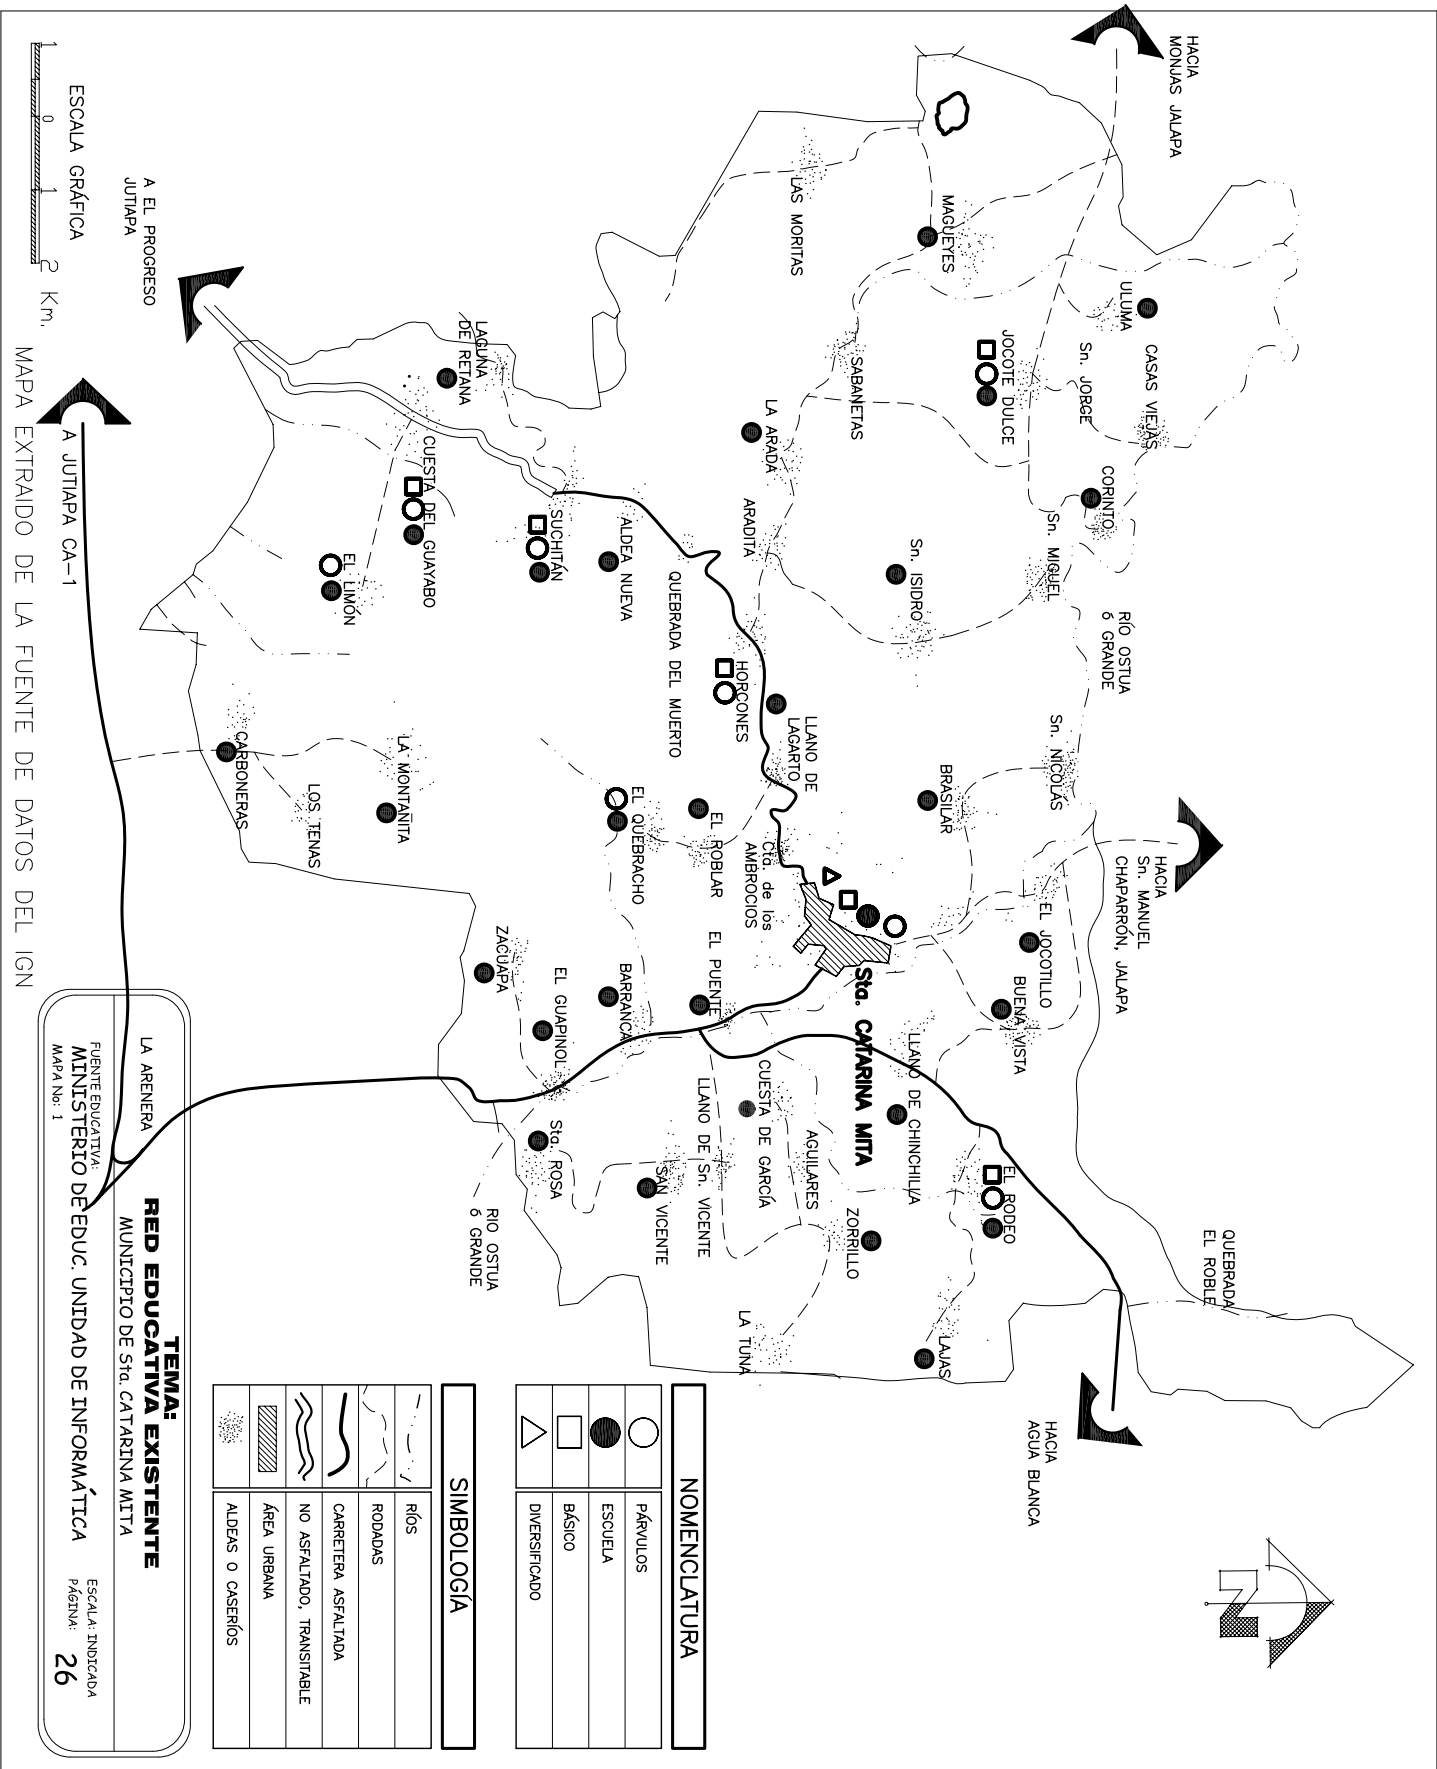 HACIA
MONJAS JALAPA
HACIA
Sn. MANUEL
CHAPARRÓN, JALAPA
QUEBRADA
EL ROBLE
HACIA
AGUA BLANCA
ULUMA
CASAS VIEJAS
Sn. JORGE
JOCOTE DULCE
CORINTO
Sn. MIGUEL
RÍO OSTUA
ó GRANDE
Sn. NICOLÁS
MAGUEYES
LAS MORITAS
SABANETAS
LA ARADA
ARADITA
Sn. ISIDRO
BRASILAR
EL JOCOTILLO
BUENA VISTA
LLANO DE CHINCHILLA
EL RODEO
LAJAS
ZORRILLO
LA TUNA
AGUILARES
CUESTA DE GARCÍA
LLANO DE Sn. VICENTE
SAN VICENTE
Sta. CATARINA MITA
LLANO DE
LAGARTO
HORCONES
Cta. de los
AMBROCIOS
QUEBRADA DEL MUERTO
ALDEA NUEVA
SUCHITÁN
LAGUNA
DE RETANA
CUESTA DEL GUAYABO
EL LIMÓN
EL ROBLAR
EL QUEBRACHO
EL PUENTE
BARRANCA
EL GUAPINOL
ZACUAPA
Sta. ROSA
RIO OSTUA
ó GRANDE
LA MONTAÑITA
LOS TENAS
CARBONERAS
A EL PROGRESO
JUTIAPA
A JUTIAPA CA-1
LA ARENERA
ESCALA GRÁFICA
1 0 1 2 Km.
MAPA EXTRAIDO DE LA FUENTE DE DATOS DEL IGN
NOMENCLATURA
PÁRVULOS
ESCUELA
BÁSICO
DIVERSIFICADO
SIMBOLOGÍA
RÍOS
RODADAS
CARRETERA ASFALTADA
NO ASFALTADO, TRANSITABLE
ÁREA URBANA
ALDEAS O CASERÍOS
TEMA:
RED EDUCATIVA EXISTENTE
MUNICIPIO DE Sta. CATARINA MITA
FUENTE EDUCATIVA:
MINISTERIO DE EDUC. UNIDAD DE INFORMÁTICA
MAPA No: 1
ESCALA: INDICADA
PÁGINA: 26
N